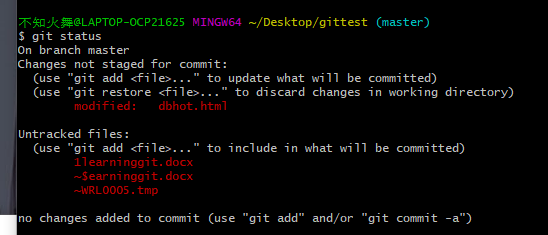 不知火舞@LAPTOP-OCP21625 MINGW64 ~/Desktop/gittest (master)
$ git status
On branch master
Changes not staged for commit:
  (use "git add <file>..." to update what will be committed)
  (use "git restore <file>..." to discard changes in working directory)
        modified:   dbhot.html

Untracked files:
  (use "git add <file>..." to include in what will be committed)
        1learninggit.docx
        ~$earninggit.docx
        ~WRL0005.tmp

no changes added to commit (use "git add" and/or "git commit -a")